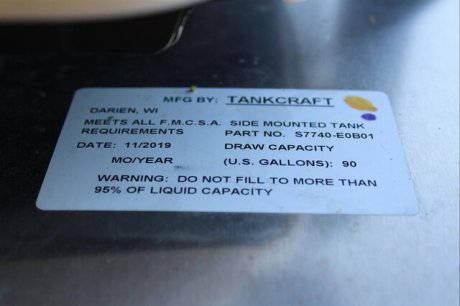 MFG BY: TANKCRAFT
DARIEN, WI
MEETS ALL F.M.C.S.A. SIDE MOUNTED TANK
REQUIREMENTS PART NO. S7740-E0B01
DATE: 11/2019 DRAW CAPACITY
MO/YEAR (U.S. GALLONS): 90
WARNING: DO NOT FILL TO MORE THAN
95% OF LIQUID CAPACITY